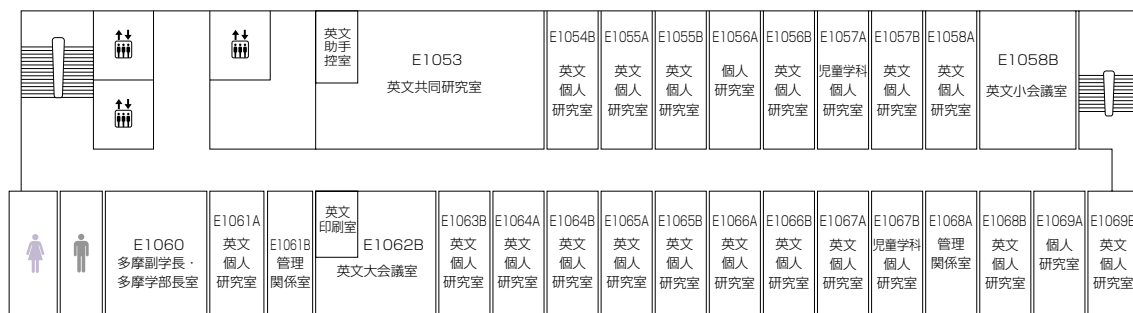 英文
助手
控室
E1053
英文共同研究室
E1054B
英文
個人
研究室
E1055A
英文
個人
研究室
E1055B
英文
個人
研究室
E1056A
個人
研究室
E1056B
英文
個人
研究室
E1057A
児童学科
個人
研究室
E1057B
英文
個人
研究室
E1058A
英文
個人
研究室
E1058B
英文小会議室
E1060
多摩副学長・
多摩学部長室
E1061A
英文
個人
研究室
E1061B
管理
関係室
英文
印刷室
E1062B
英文大会議室
E1063B
英文
個人
研究室
E1064A
英文
個人
研究室
E1064B
英文
個人
研究室
E1065A
英文
個人
研究室
E1065B
英文
個人
研究室
E1066A
英文
個人
研究室
E1066B
英文
個人
研究室
E1067A
英文
個人
研究室
E1067B
児童学科
個人
研究室
E1068A
管理
関係室
E1068B
英文
個人
研究室
E1069A
個人
研究室
E1069B
英文
個人
研究室